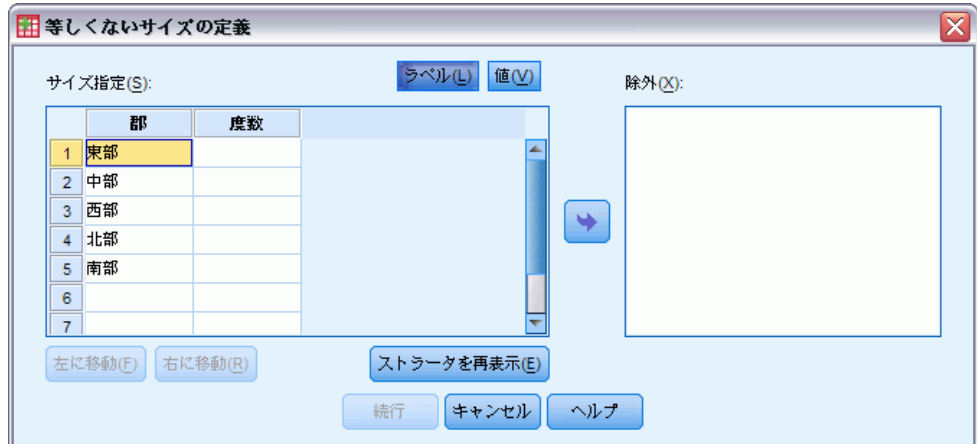 等しくないサイズの定義
サイズ指定(S):
ラベル(L) 値(V)
除外(X):
郡 度数
1 東部
2 中部
3 西部
4 北部
5 南部
6
7
左に移動(F) 右に移動(R) ストラータを再表示(E)
続行 キャンセル ヘルプ